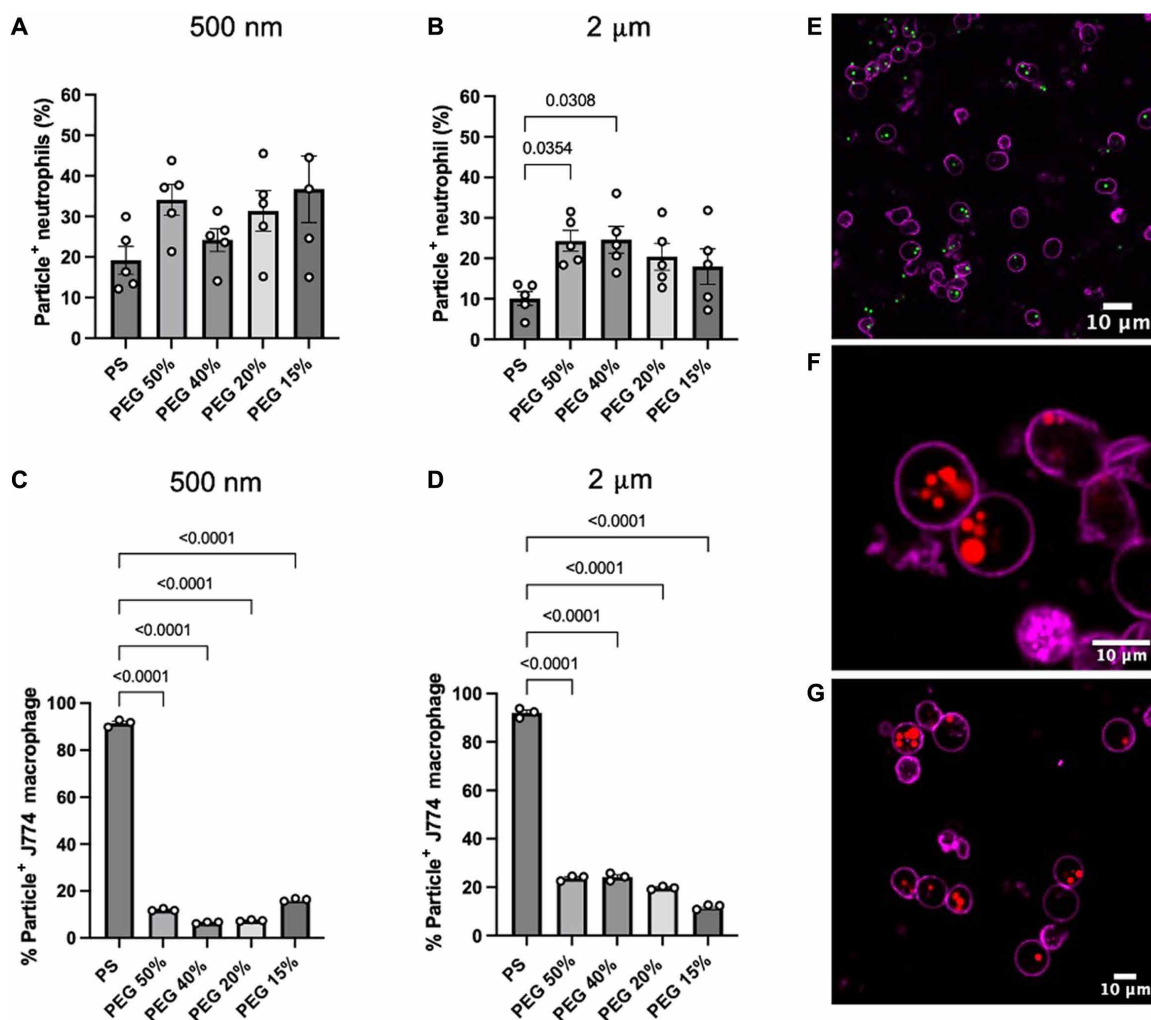 A
500 nm
Particle+ neutrophils (%)
60
50
40
30
20
10
0
PS
PEG 50%
PEG 40%
PEG 20%
PEG 15%
B
2 μm
Particle+ neutrophil (%)
60
50
40
30
20
10
0
0.0308
0.0354
PS
PEG 50%
PEG 40%
PEG 20%
PEG 15%
C
500 nm
<0.0001
<0.0001
<0.0001
<0.0001
% Particle+ J774 macrophage
100
80
60
40
20
0
PS
PEG 50%
PEG 40%
PEG 20%
PEG 15%
D
2 μm
<0.0001
<0.0001
<0.0001
<0.0001
% Particle+ J774 macrophage
100
80
60
40
20
0
PS
PEG 50%
PEG 40%
PEG 20%
PEG 15%
E
10 μm
F
10 μm
G
10 μm